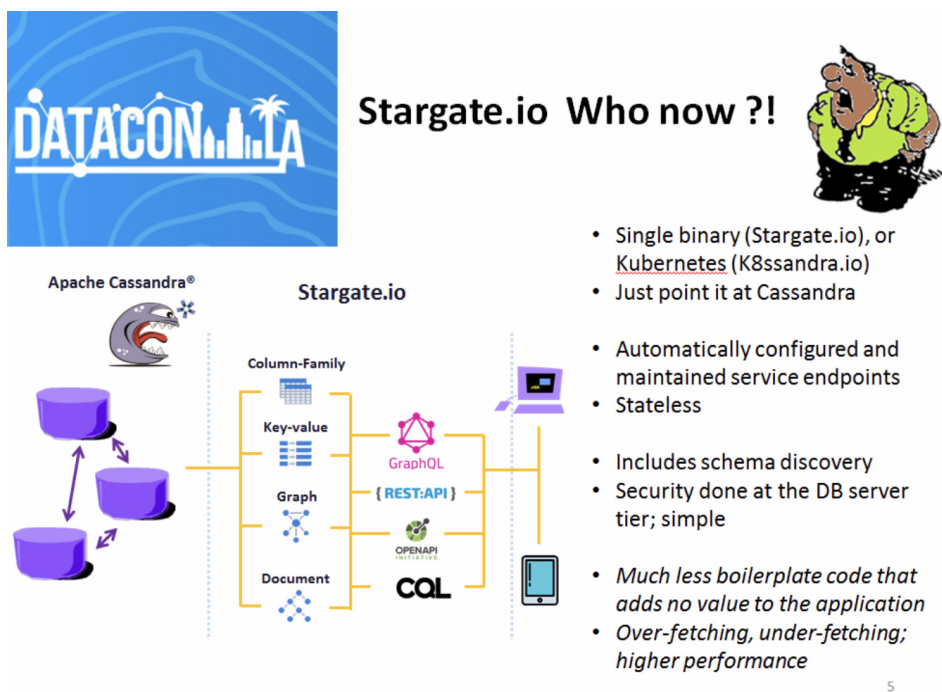 DATACON LA
Stargate.io Who now ?!
Apache Cassandra®
Stargate.io
Column-Family
Key-value
Graph
Document
GraphQL
{ REST:API }
OPENAPI
INITIATIVE
CQL
• Single binary (Stargate.io), or
Kubernetes (K8ssandra.io)
• Just point it at Cassandra
• Automatically configured and
maintained service endpoints
• Stateless
• Includes schema discovery
• Security done at the DB server
tier; simple
• Much less boilerplate code that
adds no value to the application
• Over-fetching, under-fetching;
higher performance
5